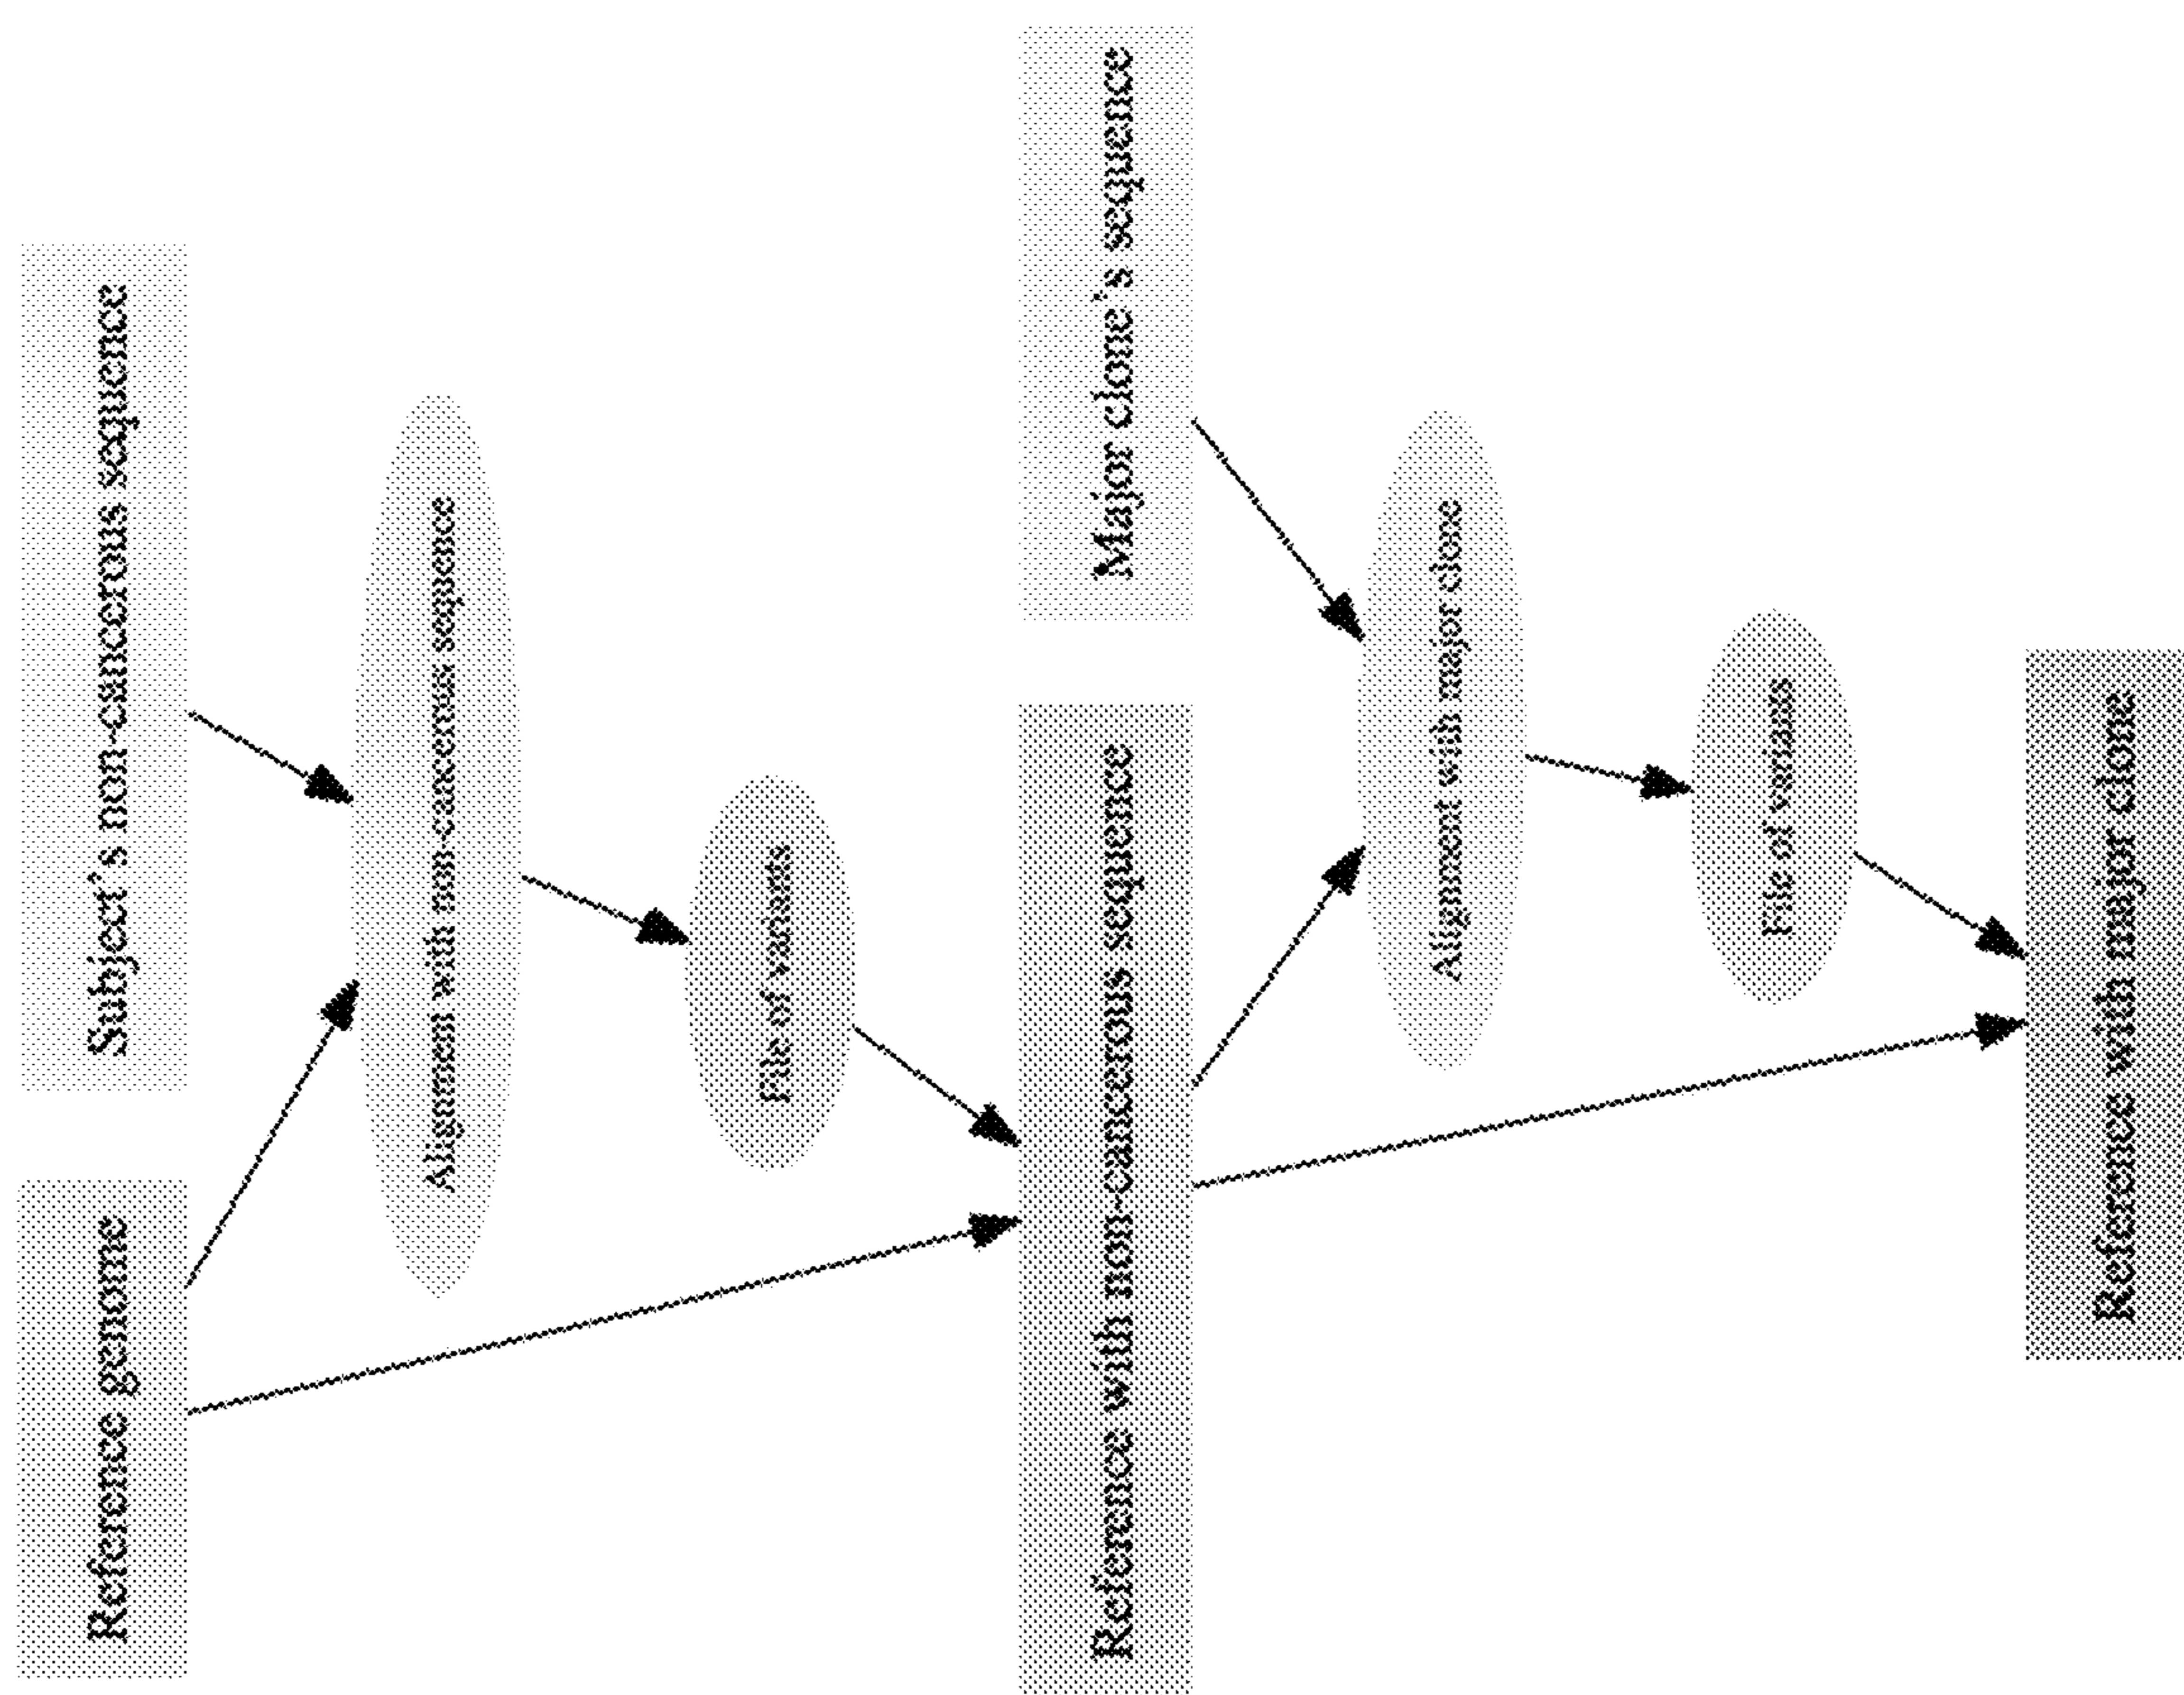 Reference genome
Subject's non-cancerous sequence
Alignment with non-cancerous sequence
File of variants
Reference with non-cancerous sequence
Major clone's sequence
Alignment with major clone
File of variants
Reference with major clone